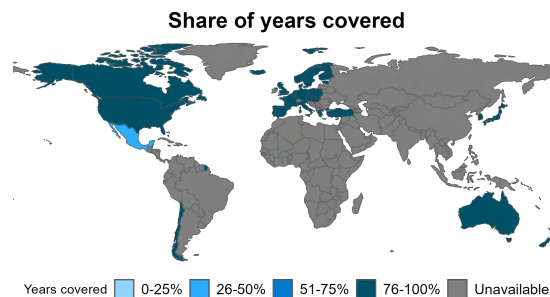 Share of years covered
Years covered 0-25% 26-50% 51-75% 76-100% Unavailable